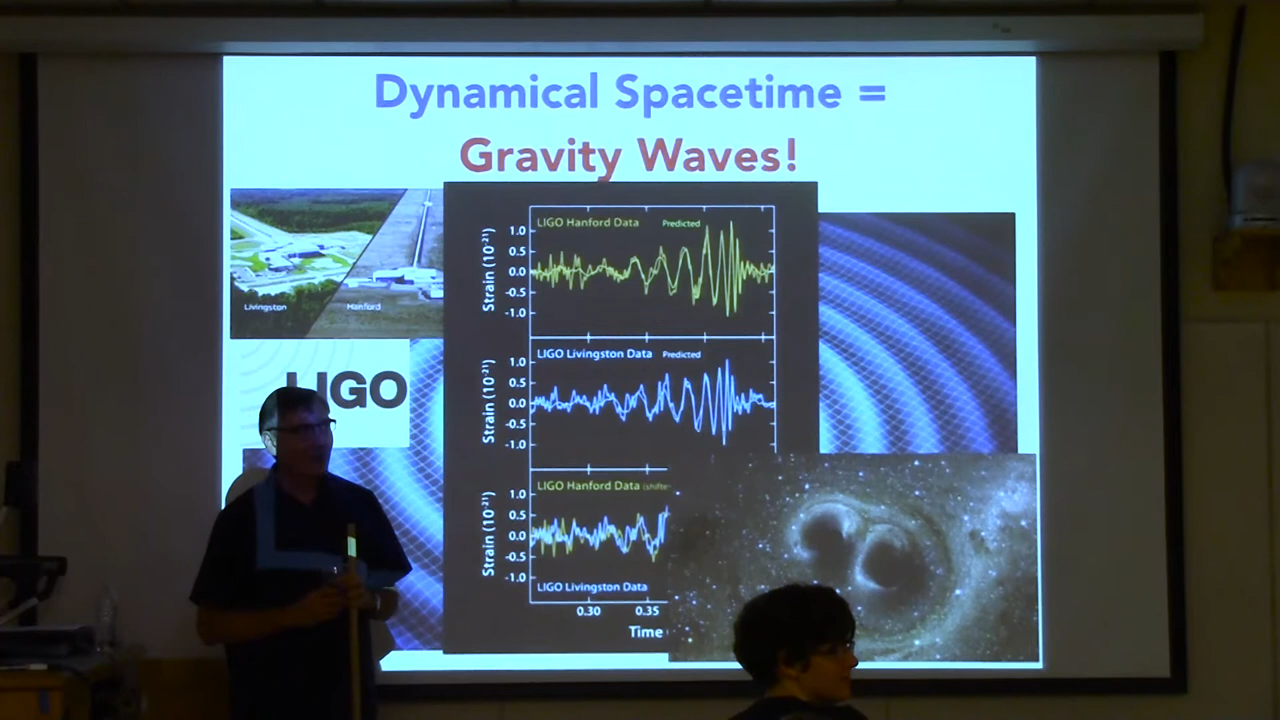 Dynamical Spacetime =
Gravity Waves!
Livingston
Hanford
LIGO
LIGO Hanford Data Predicted
1.0
0.5
0.0
-0.5
-1.0
Strain (10⁻²¹)
LIGO Livingston Data Predicted
1.0
0.5
0.0
-0.5
-1.0
Strain (10⁻²¹)
LIGO Hanford Data
1.0
0.5
0.0
-0.5
-1.0
Strain (10⁻²¹)
LIGO Livingston Data
0.30 0.35
Time